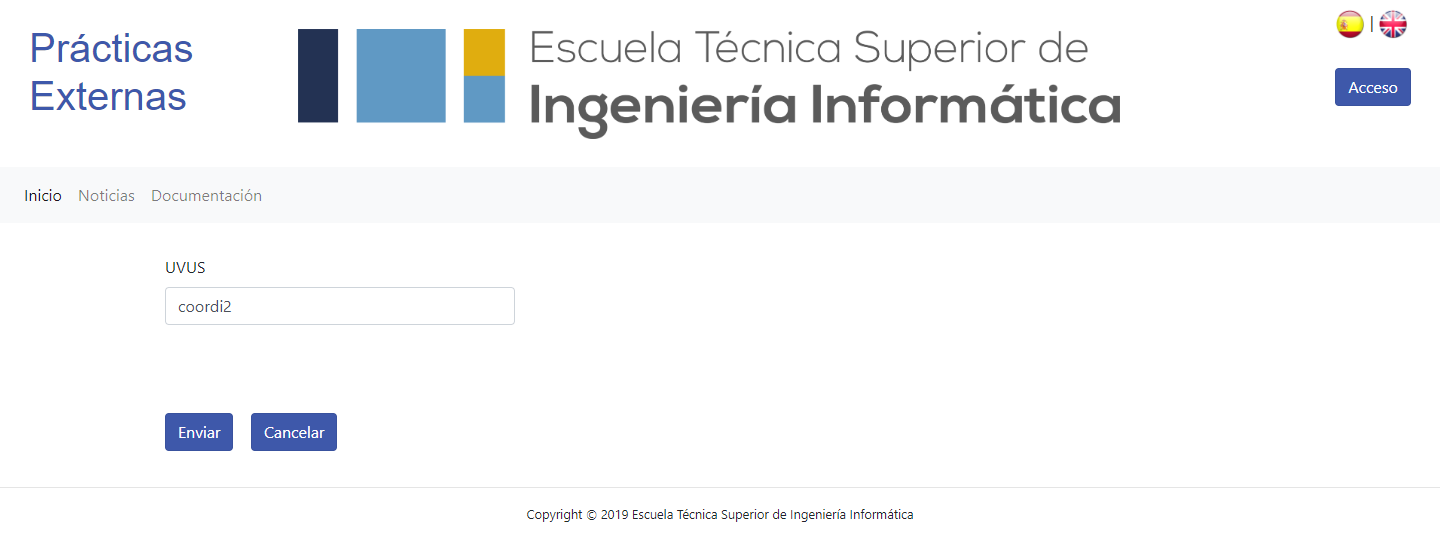 Prácticas
Externas
Escuela Técnica Superior de
Ingeniería Informática
|
Acceso
Inicio Noticias Documentación
UVUS
coordi2
Enviar Cancelar
Copyright © 2019 Escuela Técnica Superior de Ingeniería Informática